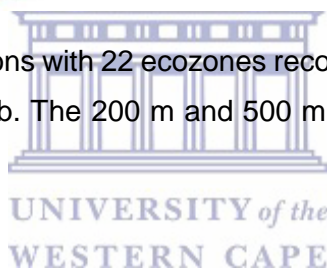 ons with 22 ecozones reco
b. The 200 m and 500 m
UNIVERSITY of the
WESTERN CAPE